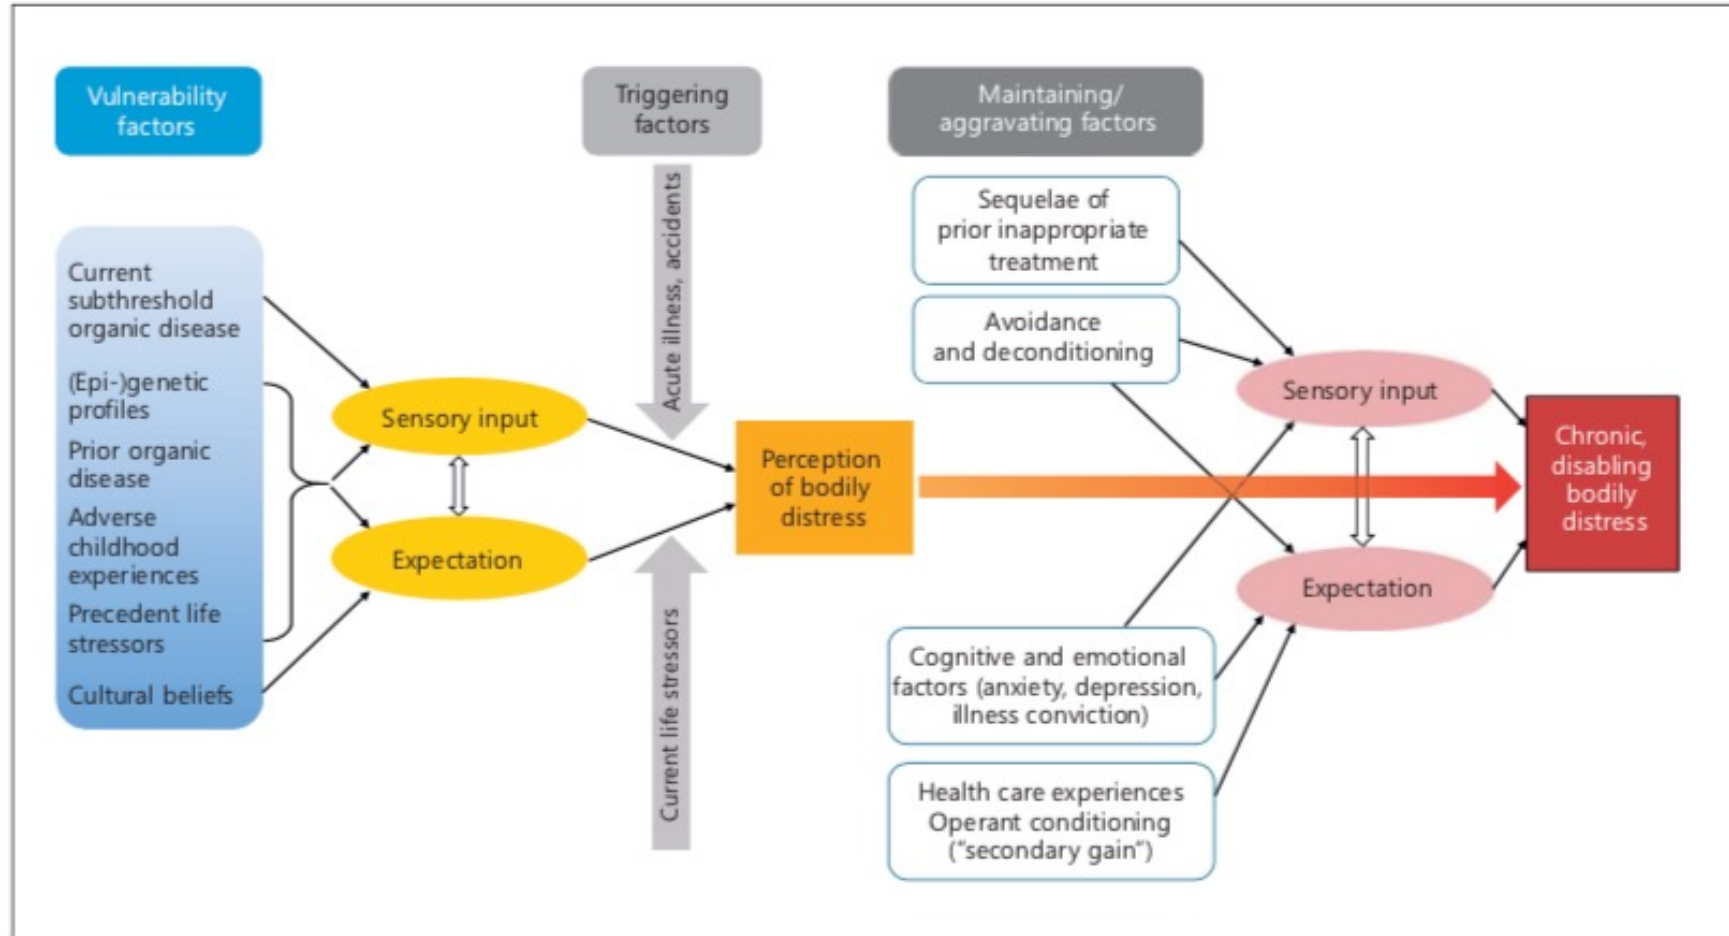 Vulnerability
factors
Triggering
factors
Maintaining/
aggravating factors
Current
subthreshold
organic disease
(Epi-)genetic
profiles
Prior organic
disease
Adverse
childhood
experiences
Precedent life
stressors
Cultural beliefs
Sensory input
Expectation
Acute illness, accidents
Current life stressors
Perception
of bodily
distress
Sequelae of
prior inappropriate
treatment
Avoidance
and deconditioning
Cognitive and emotional
factors (anxiety, depression,
illness conviction)
Health care experiences
Operant conditioning
("secondary gain")
Sensory input
Expectation
Chronic,
disabling
bodily
distress